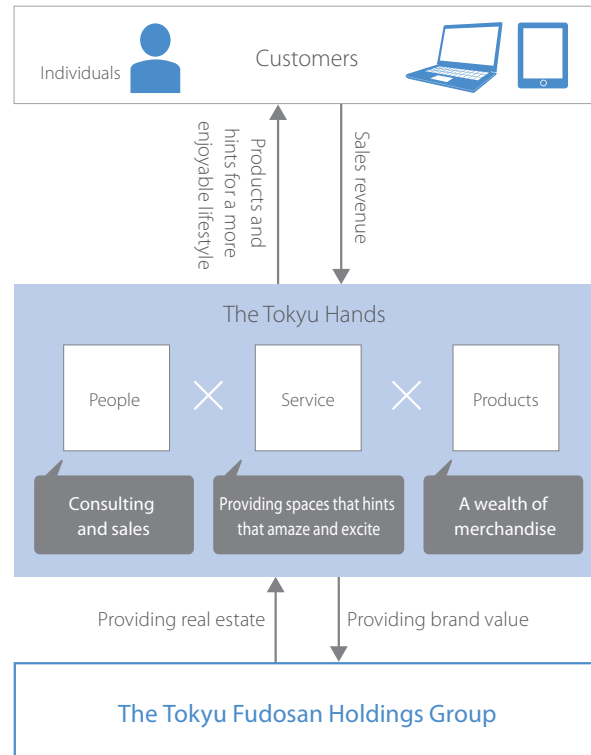 Individuals
Customers
Products and
hints for a more
enjoyable lifestyle
Sales revenue
The Tokyu Hands
People
Service
Products
Consulting
and sales
Providing spaces that hints
that amaze and excite
A wealth of
merchandise
Providing real estate
Providing brand value
The Tokyu Fudosan Holdings Group